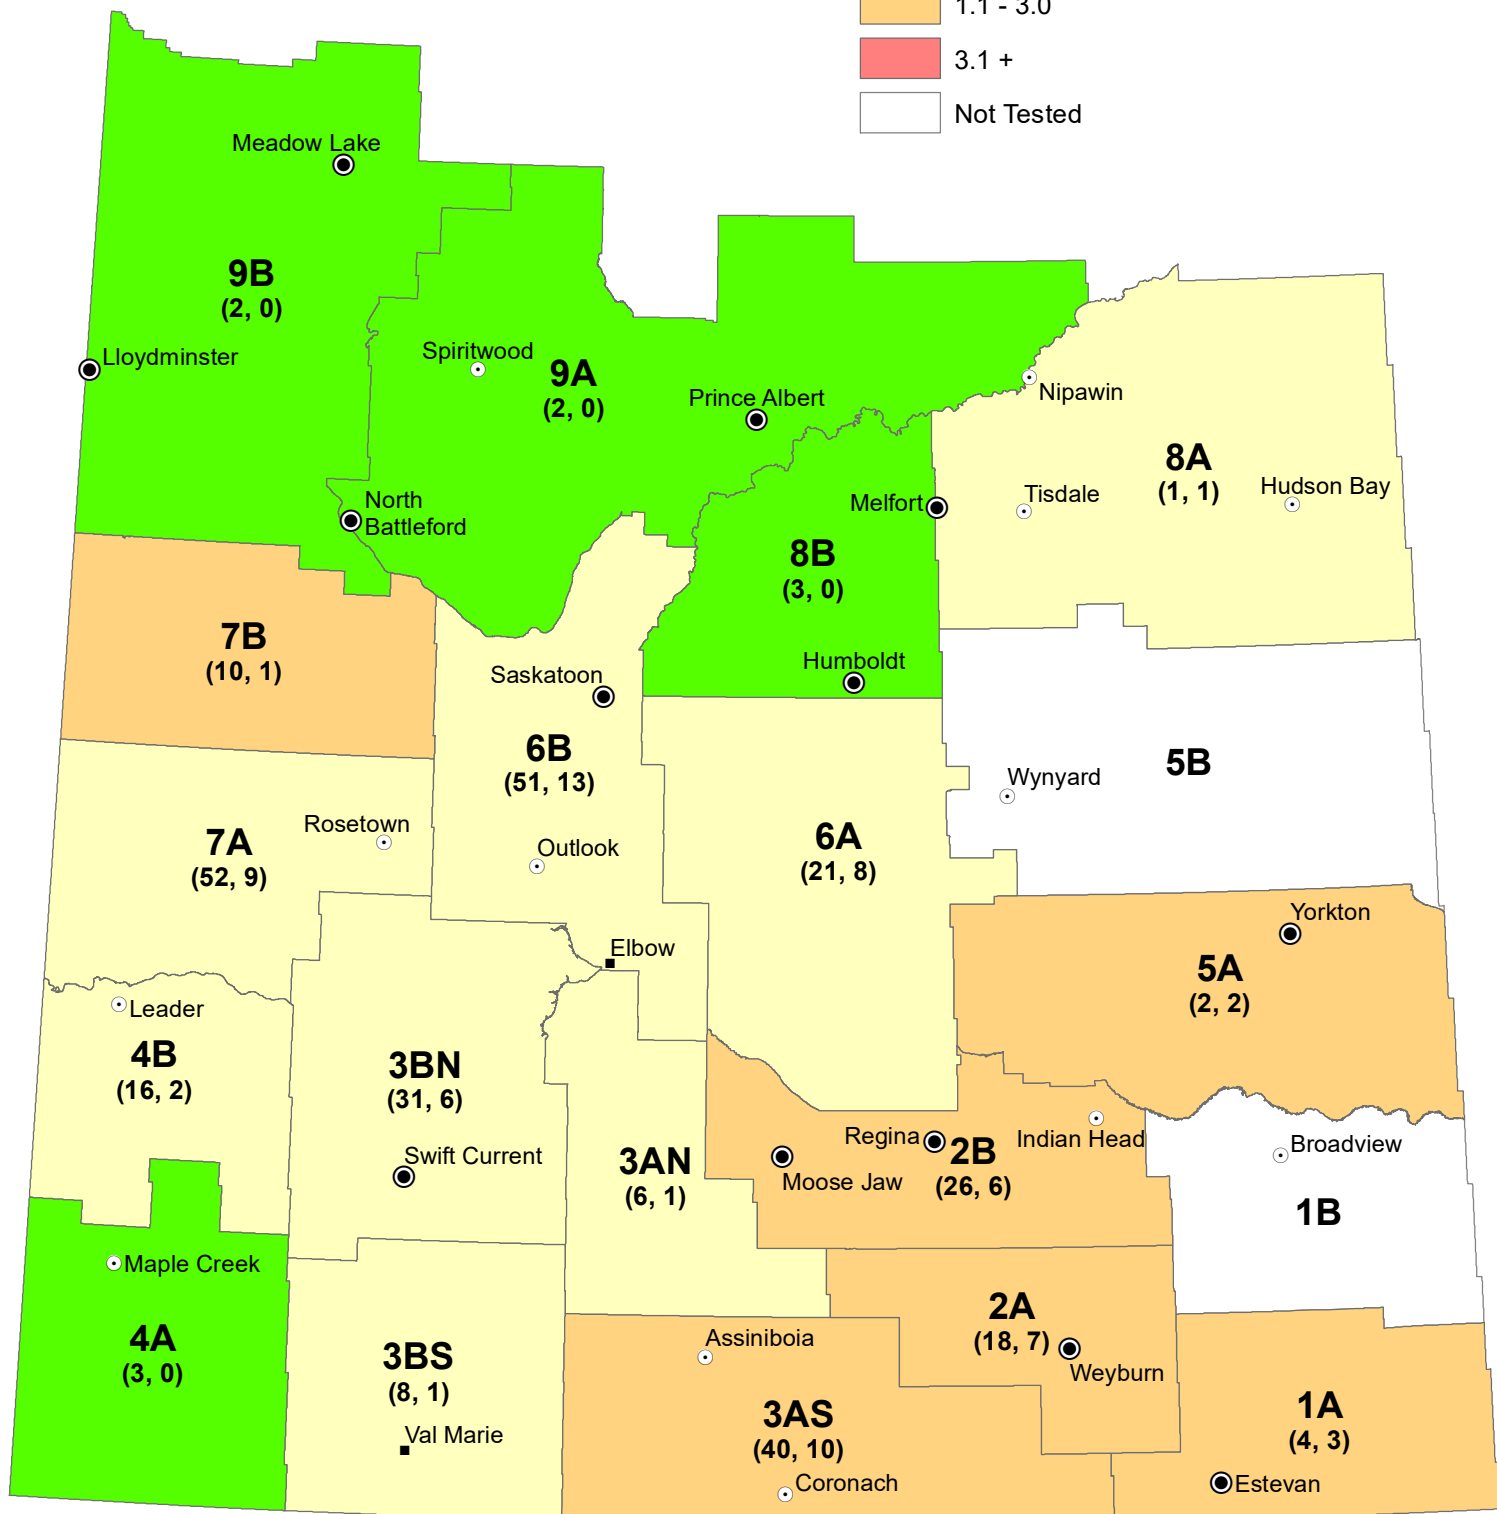 1.1 - 3.0
3.1 +
Not Tested
Meadow Lake
9B
(2, 0)
Lloydminster
Spiritwood
9A
(2, 0)
Prince Albert
Nipawin
8A
(1, 1)
Tisdale
Hudson Bay
Melfort
North
Battleford
8B
(3, 0)
7B
(10, 1)
Humboldt
Saskatoon
6B
(51, 13)
5B
Wynyard
7A
(52, 9)
Rosetown
Outlook
6A
(21, 8)
Yorkton
5A
(2, 2)
Elbow
Leader
4B
(16, 2)
3BN
(31, 6)
Swift Current
3AN
(6, 1)
Regina
Moose Jaw
2B
(26, 6)
Indian Head
Broadview
1B
Maple Creek
4A
(3, 0)
3BS
(8, 1)
Val Marie
Assiniboia
2A
(18, 7)
Weyburn
3AS
(40, 10)
Coronach
1A
(4, 3)
Estevan